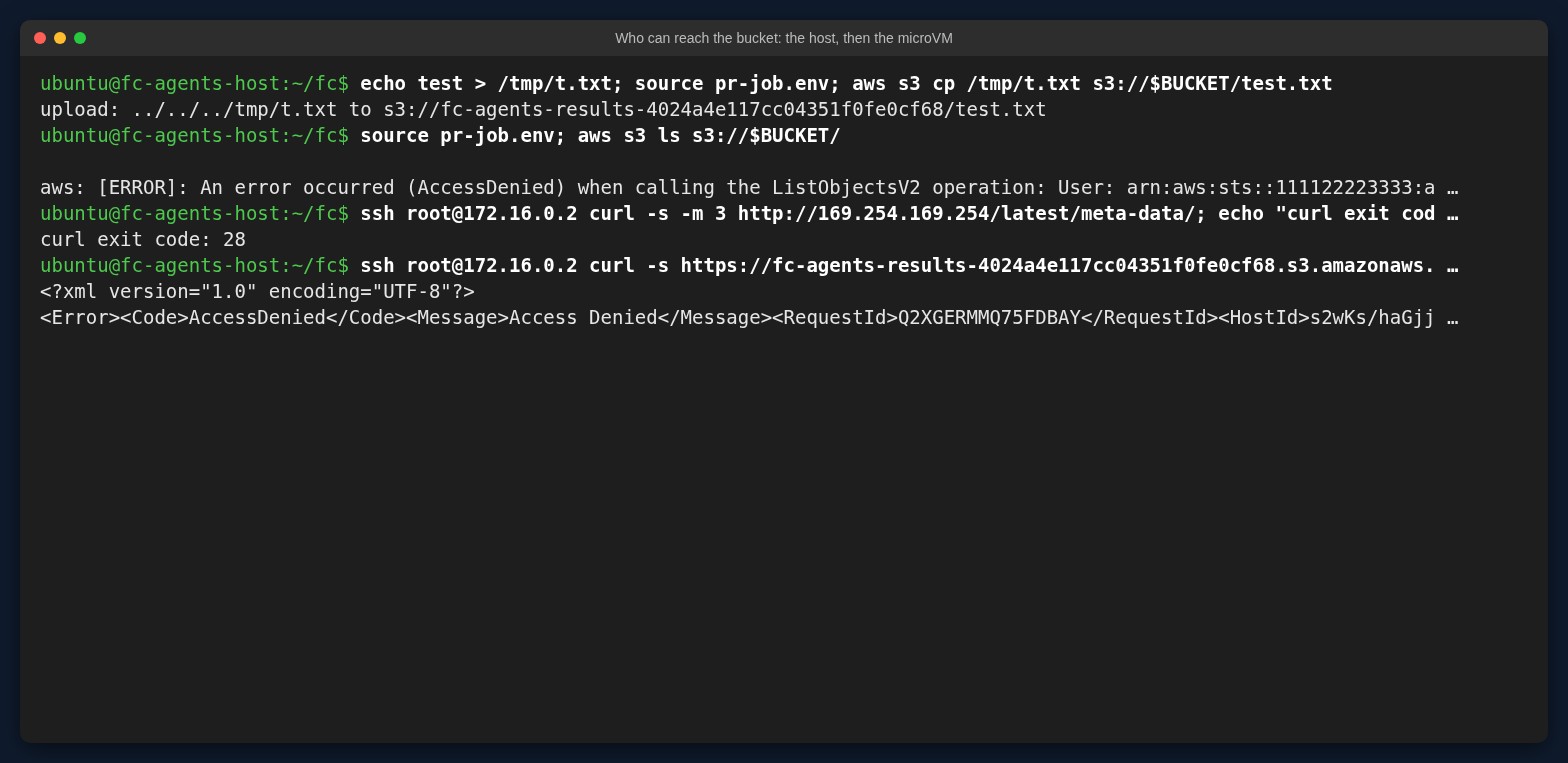 Who can reach the bucket: the host, then the microVM
ubuntu@fc-agents-host:~/fc$ echo test > /tmp/t.txt; source pr-job.env; aws s3 cp /tmp/t.txt s3://$BUCKET/test.txt
upload: ../../../tmp/t.txt to s3://fc-agents-results-4024a4e117cc04351f0fe0cf68/test.txt
ubuntu@fc-agents-host:~/fc$ source pr-job.env; aws s3 ls s3://$BUCKET/
aws: [ERROR]: An error occurred (AccessDenied) when calling the ListObjectsV2 operation: User: arn:aws:sts::111122223333:a …
ubuntu@fc-agents-host:~/fc$ ssh root@172.16.0.2 curl -s -m 3 http://169.254.169.254/latest/meta-data/; echo "curl exit cod …
curl exit code: 28
ubuntu@fc-agents-host:~/fc$ ssh root@172.16.0.2 curl -s https://fc-agents-results-4024a4e117cc04351f0fe0cf68.s3.amazonaws. …
<?xml version="1.0" encoding="UTF-8"?>
<Error><Code>AccessDenied</Code><Message>Access Denied</Message><RequestId>Q2XGERMMQ75FDBAY</RequestId><HostId>s2wKs/haGjj …